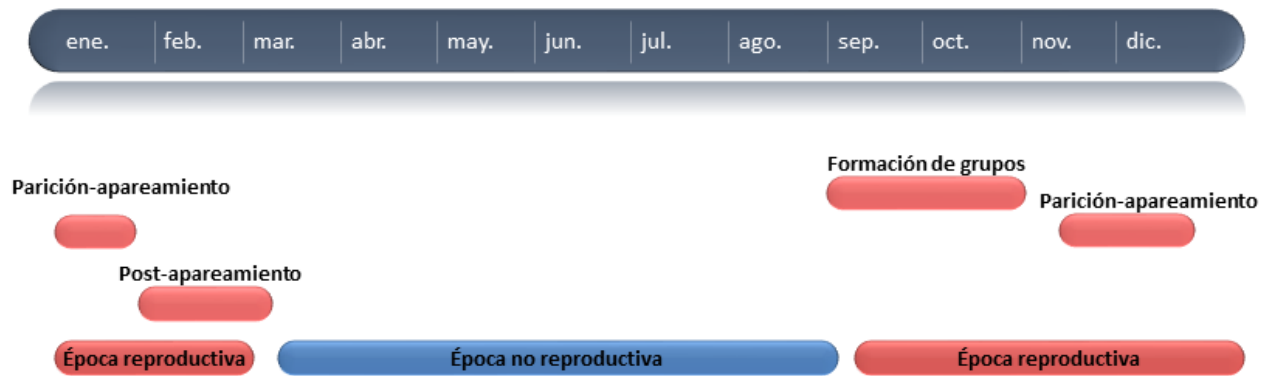 ene. feb. mar. abr. may. jun. jul. ago. sep. oct. nov. dic.
Formación de grupos
Parición-apareamiento
Parición-apareamiento
Post-apareamiento
Época reproductiva
Época no reproductiva
Época reproductiva